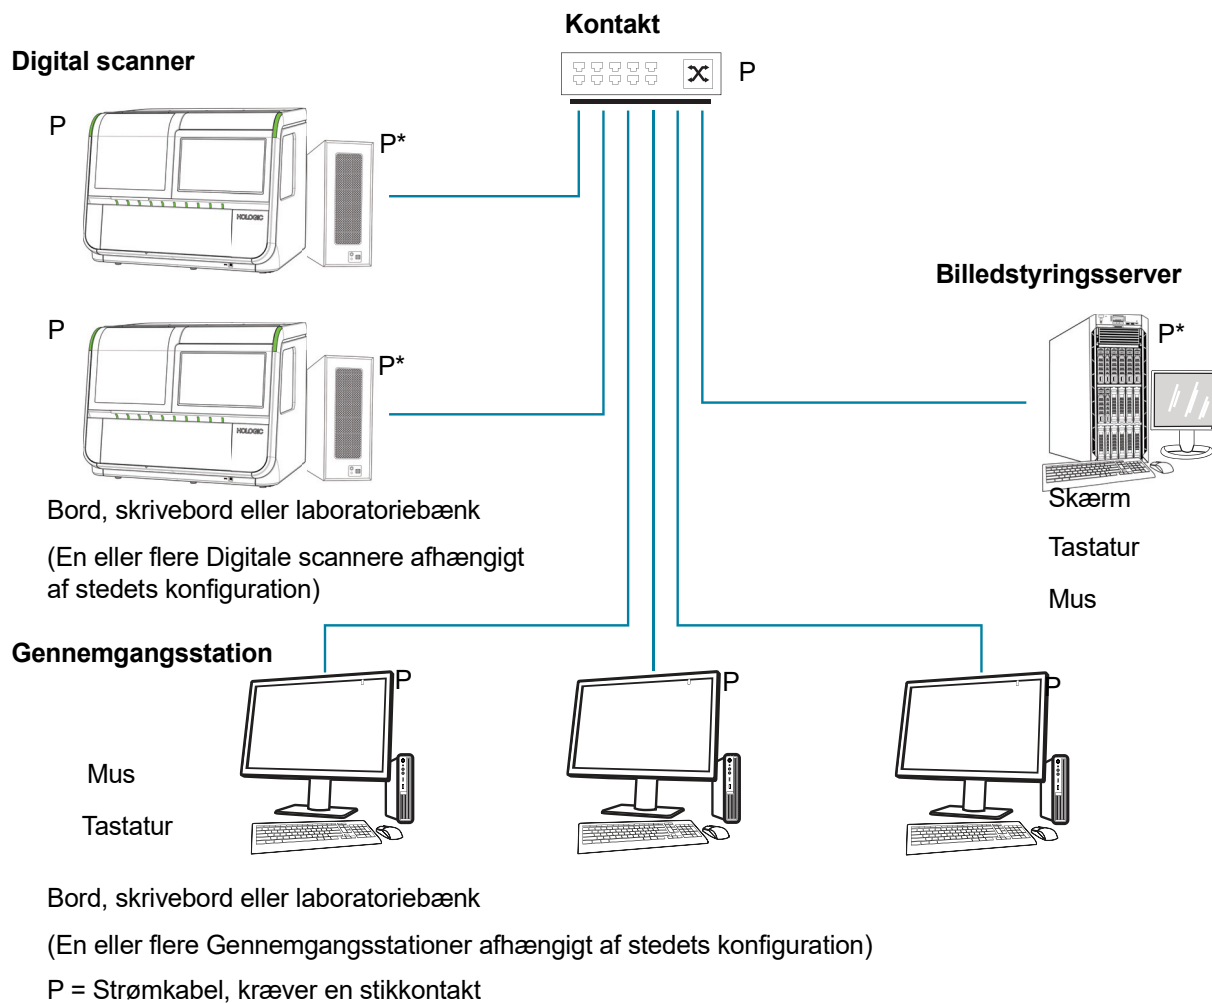 Kontakt
Digital scanner
P
P
P*
HOLOGIC
Billedstyringsserver
P
P*
P*
HOLOGIC
Bord, skrivebord eller laboratoriebænk
Skærm
(En eller flere Digitale scannere afhængigt
af stedets konfiguration)
Tastatur
Mus
Gennemgangsstation
P
P
P
Mus
Tastatur
Bord, skrivebord eller laboratoriebænk
(En eller flere Gennemgangsstationer afhængigt af stedets konfiguration)
P = Strømkabel, kræver en stikkontakt